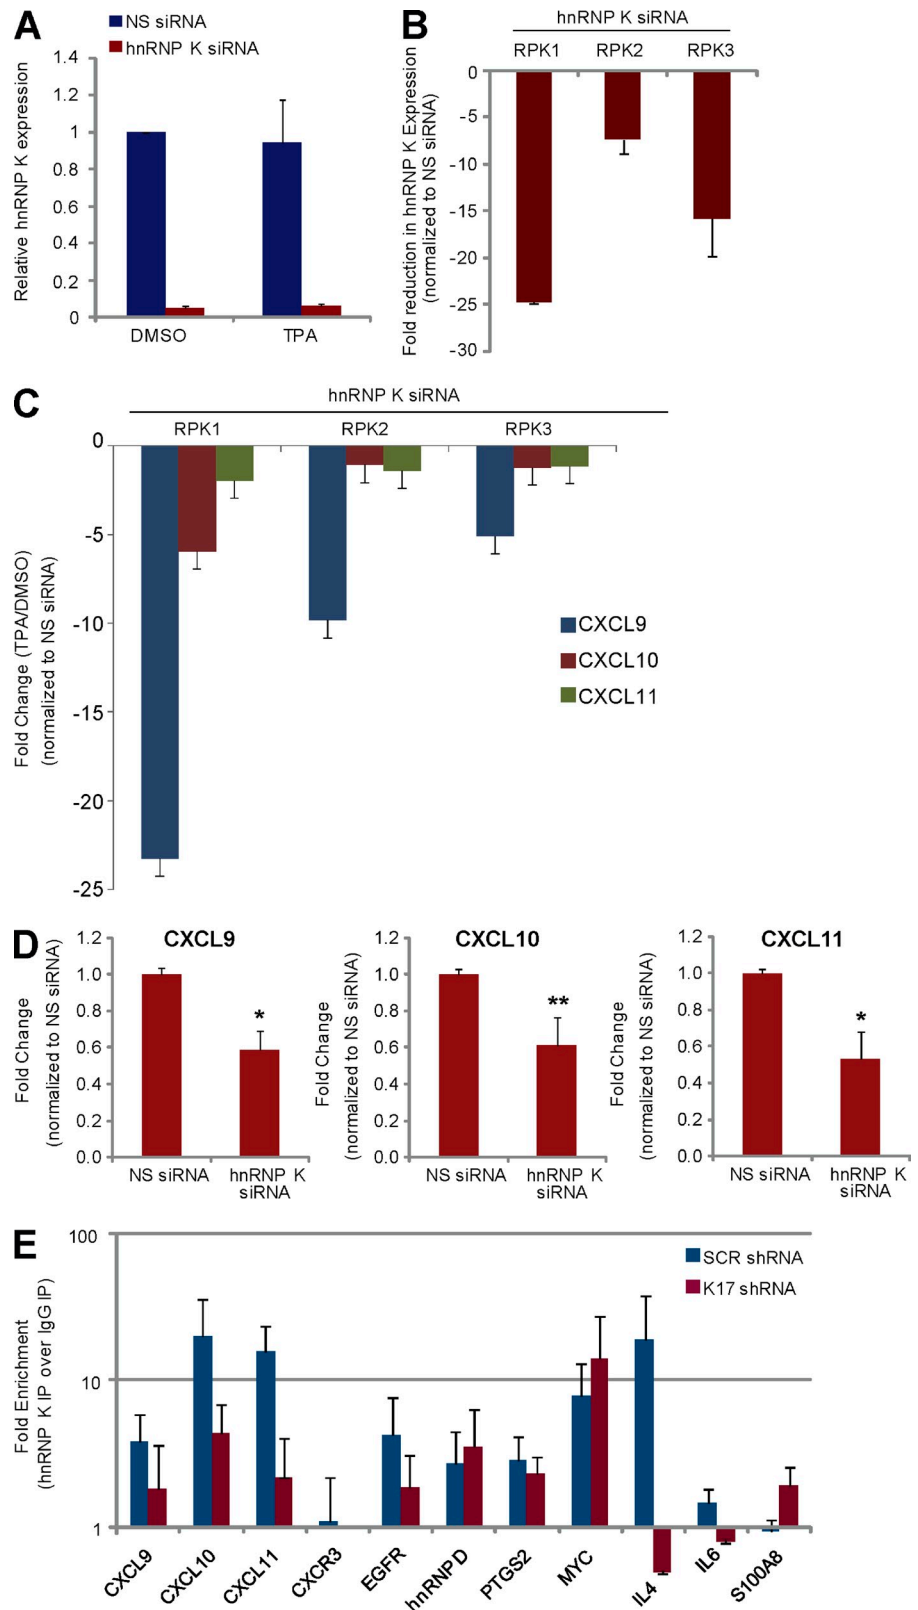 A
NS siRNA
hnRNP K siRNA
Relative hnRNP K expression
1.4
1.2
1
0.8
0.6
0.4
0.2
0
DMSO TPA
B
hnRNP K siRNA
RPK1 RPK2 RPK3
Fold reduction in hnRNP K Expression
(normalized to NS siRNA)
0
-5
-10
-15
-20
-25
-30
C
hnRNP K siRNA
RPK1 RPK2 RPK3
Fold Change (TPA/DMSO)
(normalized to NS siRNA)
0
-5
-10
-15
-20
-25
CXCL9
CXCL10
CXCL11
D
CXCL9
Fold Change
(normalized to NS siRNA)
1.2
1.0
0.8
0.6
0.4
0.2
0.0
*
NS siRNA hnRNP K
siRNA
CXCL10
Fold Change
(normalized to NS siRNA)
1.2
1.0
0.8
0.6
0.4
0.2
0.0
**
NS siRNA hnRNP K
siRNA
CXCL11
Fold Change
(normalized to NS siRNA)
1.2
1.0
0.8
0.6
0.4
0.2
0.0
*
NS siRNA hnRNP K
siRNA
E
Fold Enrichment
(hnRNP K IP over IgG IP)
100
10
1
SCR shRNA
K17 shRNA
CXCL9
CXCL10
CXCL11
CXCR3
EGFR
hnRNP D
PTGS2
MYC
IL4
IL6
S100A8